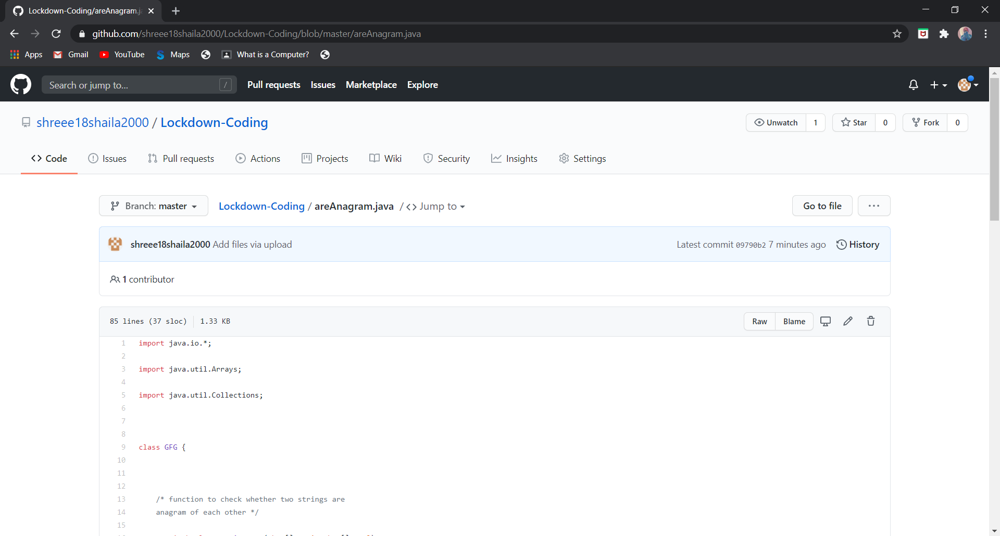 Lockdown-Coding/areAnagram.j
github.com/shreee18shaila2000/Lockdown-Coding/blob/master/areAnagram.java
Apps Gmail YouTube Maps What is a Computer?
Search or jump to... / Pull requests Issues Marketplace Explore
shreee18shaila2000 / Lockdown-Coding Unwatch 1 Star 0 Fork 0
Code Issues Pull requests Actions Projects Wiki Security Insights Settings
Branch: master Lockdown-Coding / areAnagram.java / <> Jump to Go to file ...
shreee18shaila2000 Add files via upload Latest commit 09790b2 7 minutes ago History
1 contributor
85 lines (37 sloc) 1.33 KB Raw Blame
1 import java.io.*;
2
3 import java.util.Arrays;
4
5 import java.util.Collections;
6
7
8
9 class GFG {
10
11
12
13 /* function to check whether two strings are
14 anagram of each other */
15